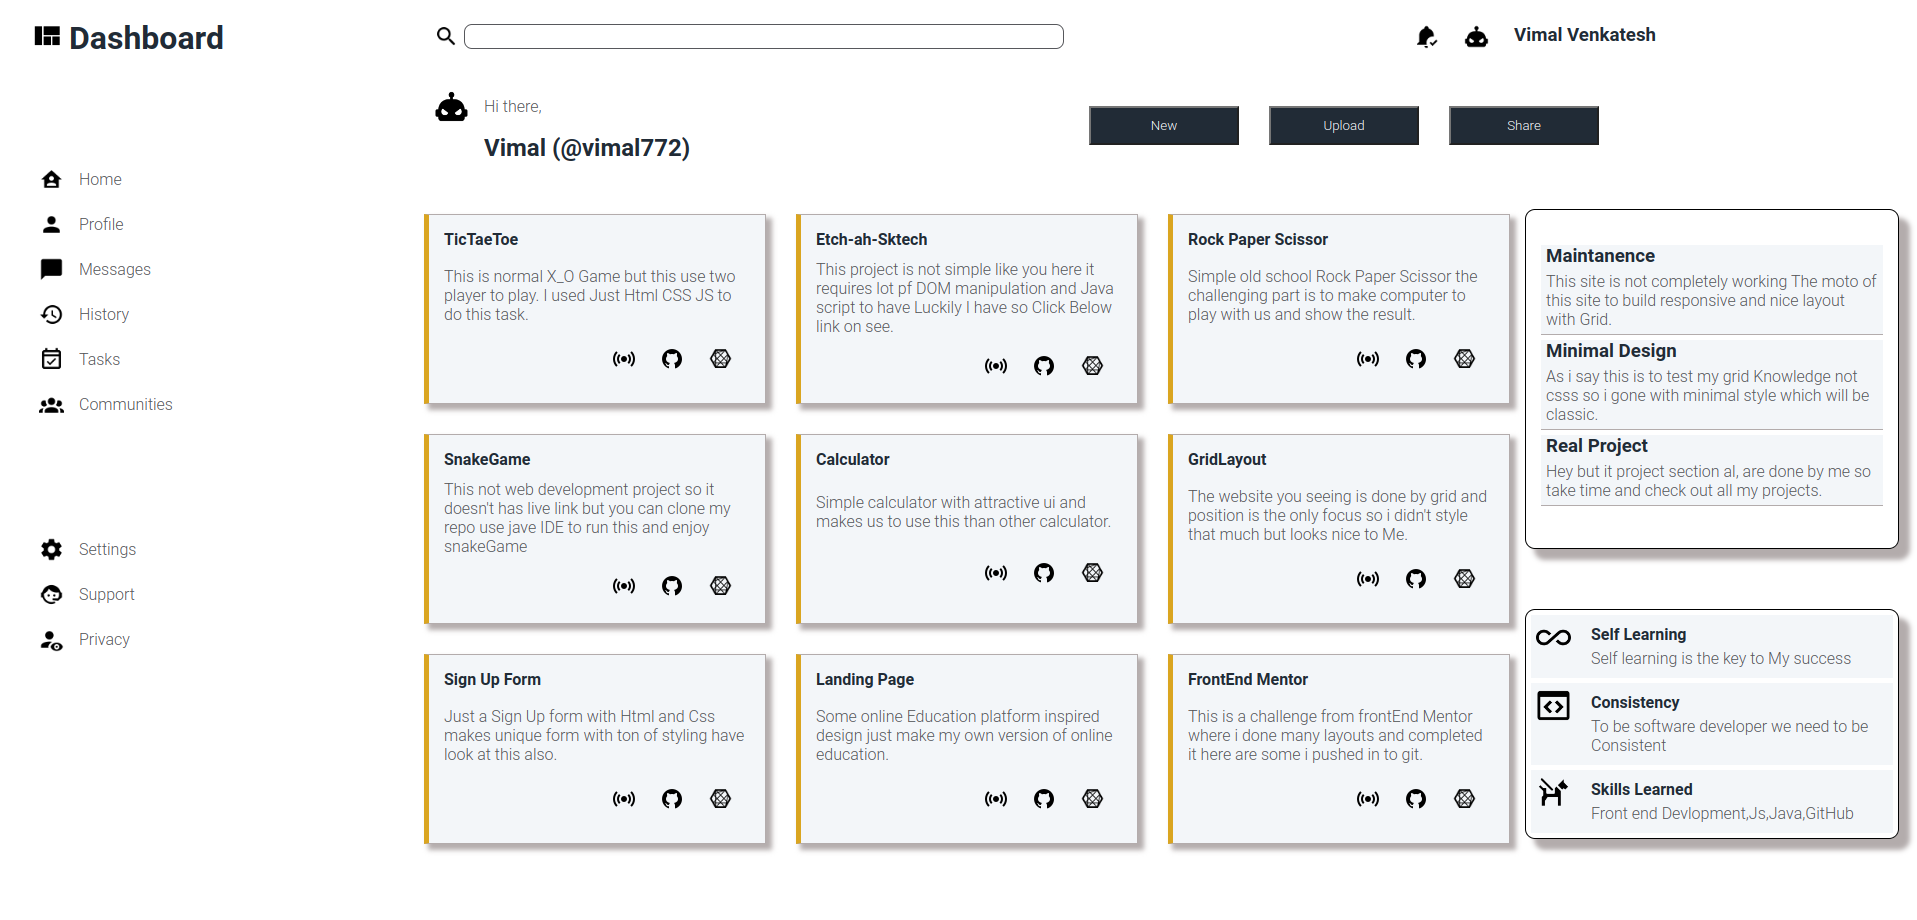 Dashboard
Vimal Venkatesh
Hi there,
Vimal (@vimal772)
New
Upload
Share
Home
Profile
Messages
History
Tasks
Communities
Settings
Support
Privacy
TicTaeToe
This is normal X_O Game but this use two
player to play. I used Just Html CSS JS to
do this task.
Etch-ah-Sktech
This project is not simple like you here it
requires lot pf DOM manipulation and Java
script to have Luckily I have so Click Below
link on see.
Rock Paper Scissor
Simple old school Rock Paper Scissor the
challenging part is to make computer to
play with us and show the result.
SnakeGame
This not web development project so it
doesn't has live link but you can clone my
repo use jave IDE to run this and enjoy
snakeGame
Calculator
Simple calculator with attractive ui and
makes us to use this than other calculator.
GridLayout
The website you seeing is done by grid and
position is the only focus so i didn't style
that much but looks nice to Me.
Sign Up Form
Just a Sign Up form with Html and Css
makes unique form with ton of styling have
look at this also.
Landing Page
Some online Education platform inspired
design just make my own version of online
education.
FrontEnd Mentor
This is a challenge from frontEnd Mentor
where i done many layouts and completed
it here are some i pushed in to git.
Maintanence
This site is not completely working The moto of
this site to build responsive and nice layout
with Grid.
Minimal Design
As i say this is to test my grid Knowledge not
csss so i gone with minimal style which will be
classic.
Real Project
Hey but it project section al, are done by me so
take time and check out all my projects.
Self Learning
Self learning is the key to My success
Consistency
To be software developer we need to be
Consistent
Skills Learned
Front end Devlopment,Js,Java,GitHub